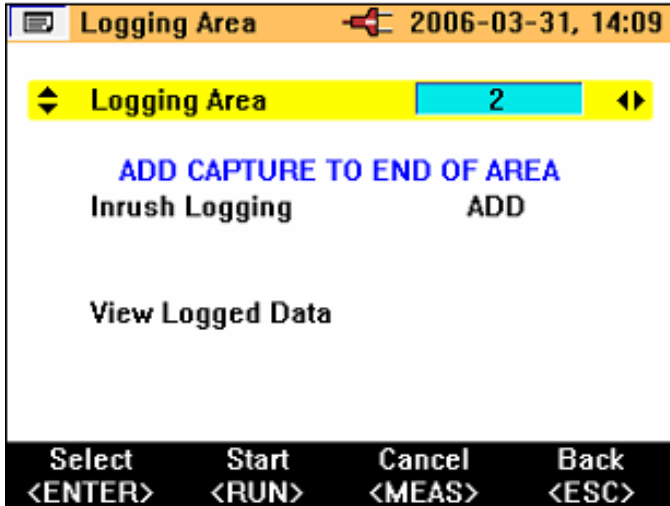 Logging Area 2006-03-31, 14:09
Logging Area 2
ADD CAPTURE TO END OF AREA
Inrush Logging ADD
View Logged Data
Select Start Cancel Back
<ENTER> <RUN> <MEAS> <ESC>